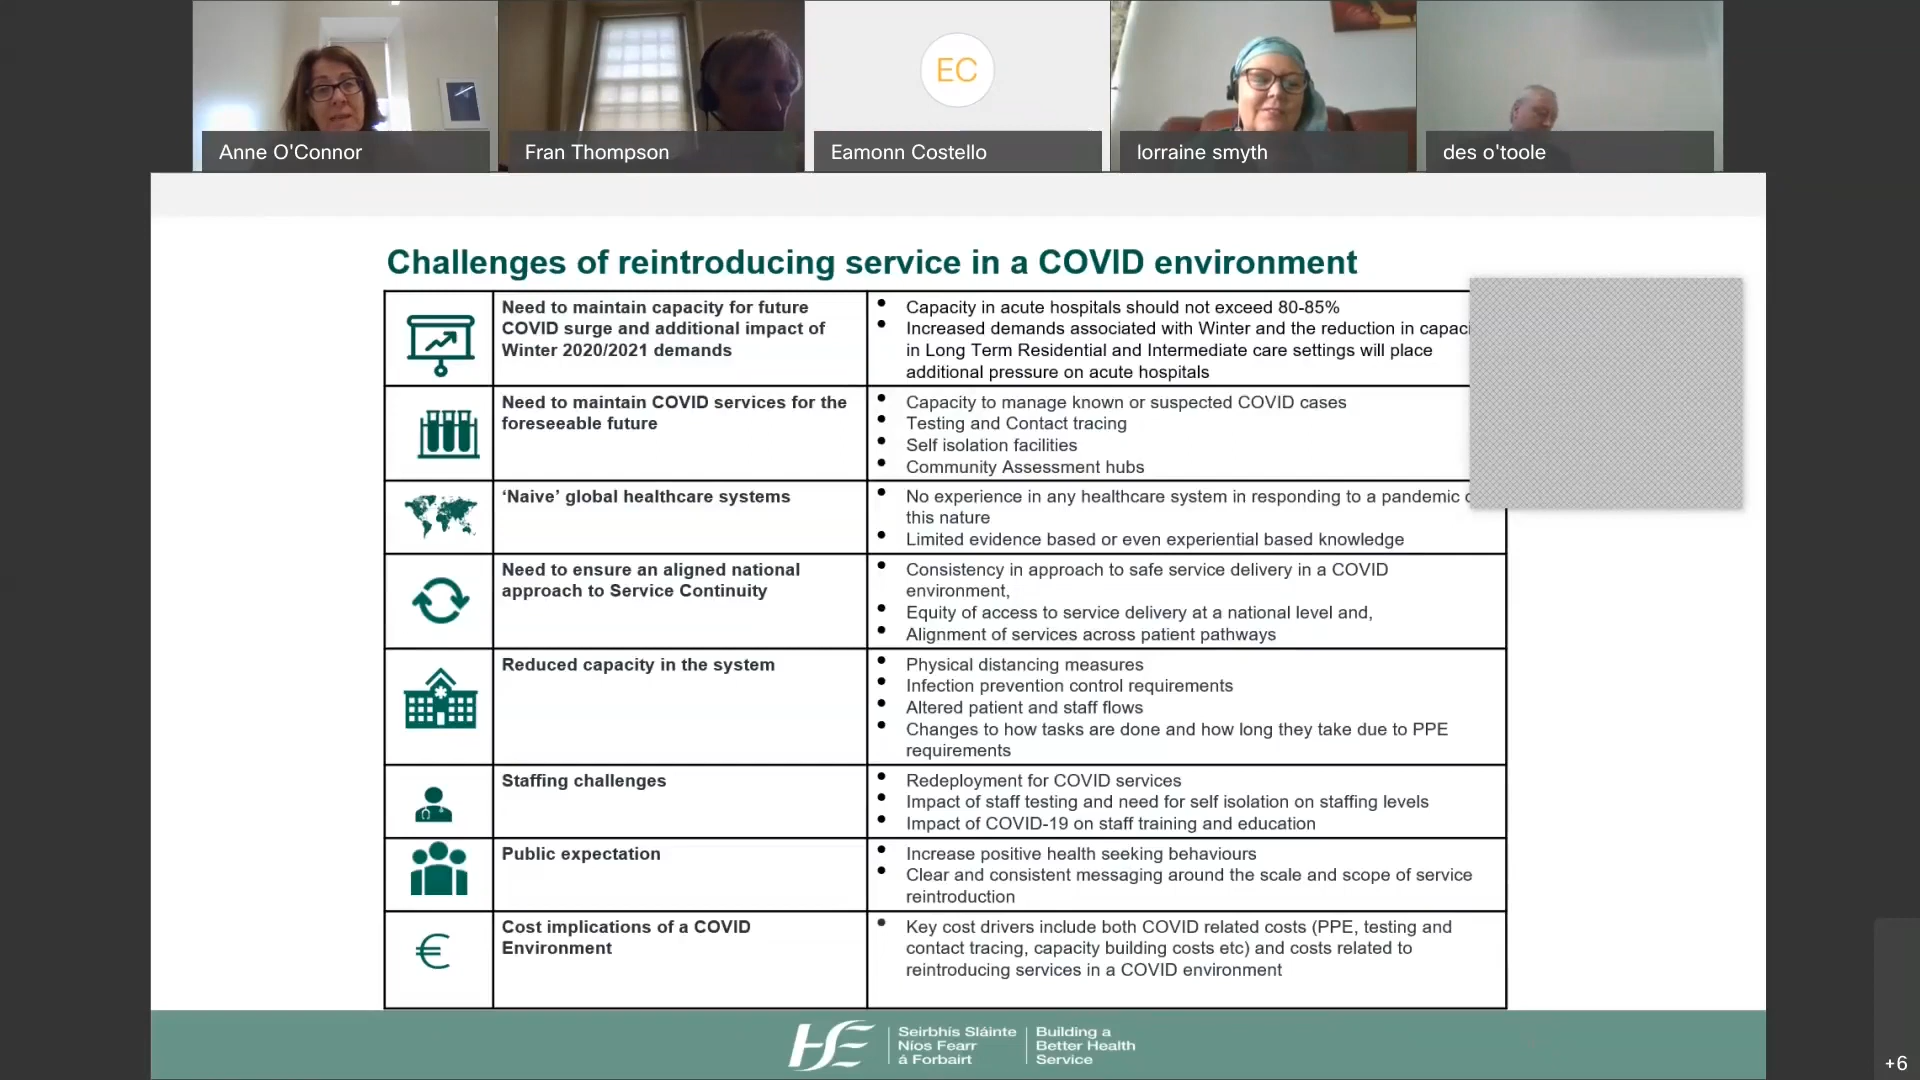 EC
Anne O'Connor
Fran Thompson
Eamonn Costello
lorraine smyth
des o'toole
Challenges of reintroducing service in a COVID environment
Need to maintain capacity for future
COVID surge and additional impact of
Winter 2020/2021 demands
Capacity in acute hospitals should not exceed 80-85%
Increased demands associated with Winter and the reduction in
in Long Term Residential and Intermediate care settings will place
additional pressure on acute hospitals
Need to maintain COVID services for the
foreseeable future
Capacity to manage known or suspected COVID cases
Testing and Contact tracing
Self isolation facilities
Community Assessment hubs
‘Naive’ global healthcare systems
No experience in any healthcare system in responding to a pandemic
this nature
Limited evidence based or even experiential based knowledge
Need to ensure an aligned national
approach to Service Continuity
Consistency in approach to safe service delivery in a COVID
environment,
Equity of access to service delivery at a national level and,
Alignment of services across patient pathways
Reduced capacity in the system
Physical distancing measures
Infection prevention control requirements
Altered patient and staff flows
Changes to how tasks are done and how long they take due to PPE
requirements
Staffing challenges
Redeployment for COVID services
Impact of staff testing and need for self isolation on staffing levels
Impact of COVID-19 on staff training and education
Public expectation
Increase positive health seeking behaviours
Clear and consistent messaging around the scale and scope of service
reintroduction
€
Cost implications of a COVID
Environment
Key cost drivers include both COVID related costs (PPE, testing and
contact tracing, capacity building costs etc) and costs related to
reintroducing services in a COVID environment
HSE
Seirbhís Sláinte
Níos Fearr
á Forbairt
Building a
Better Health
Service
+6